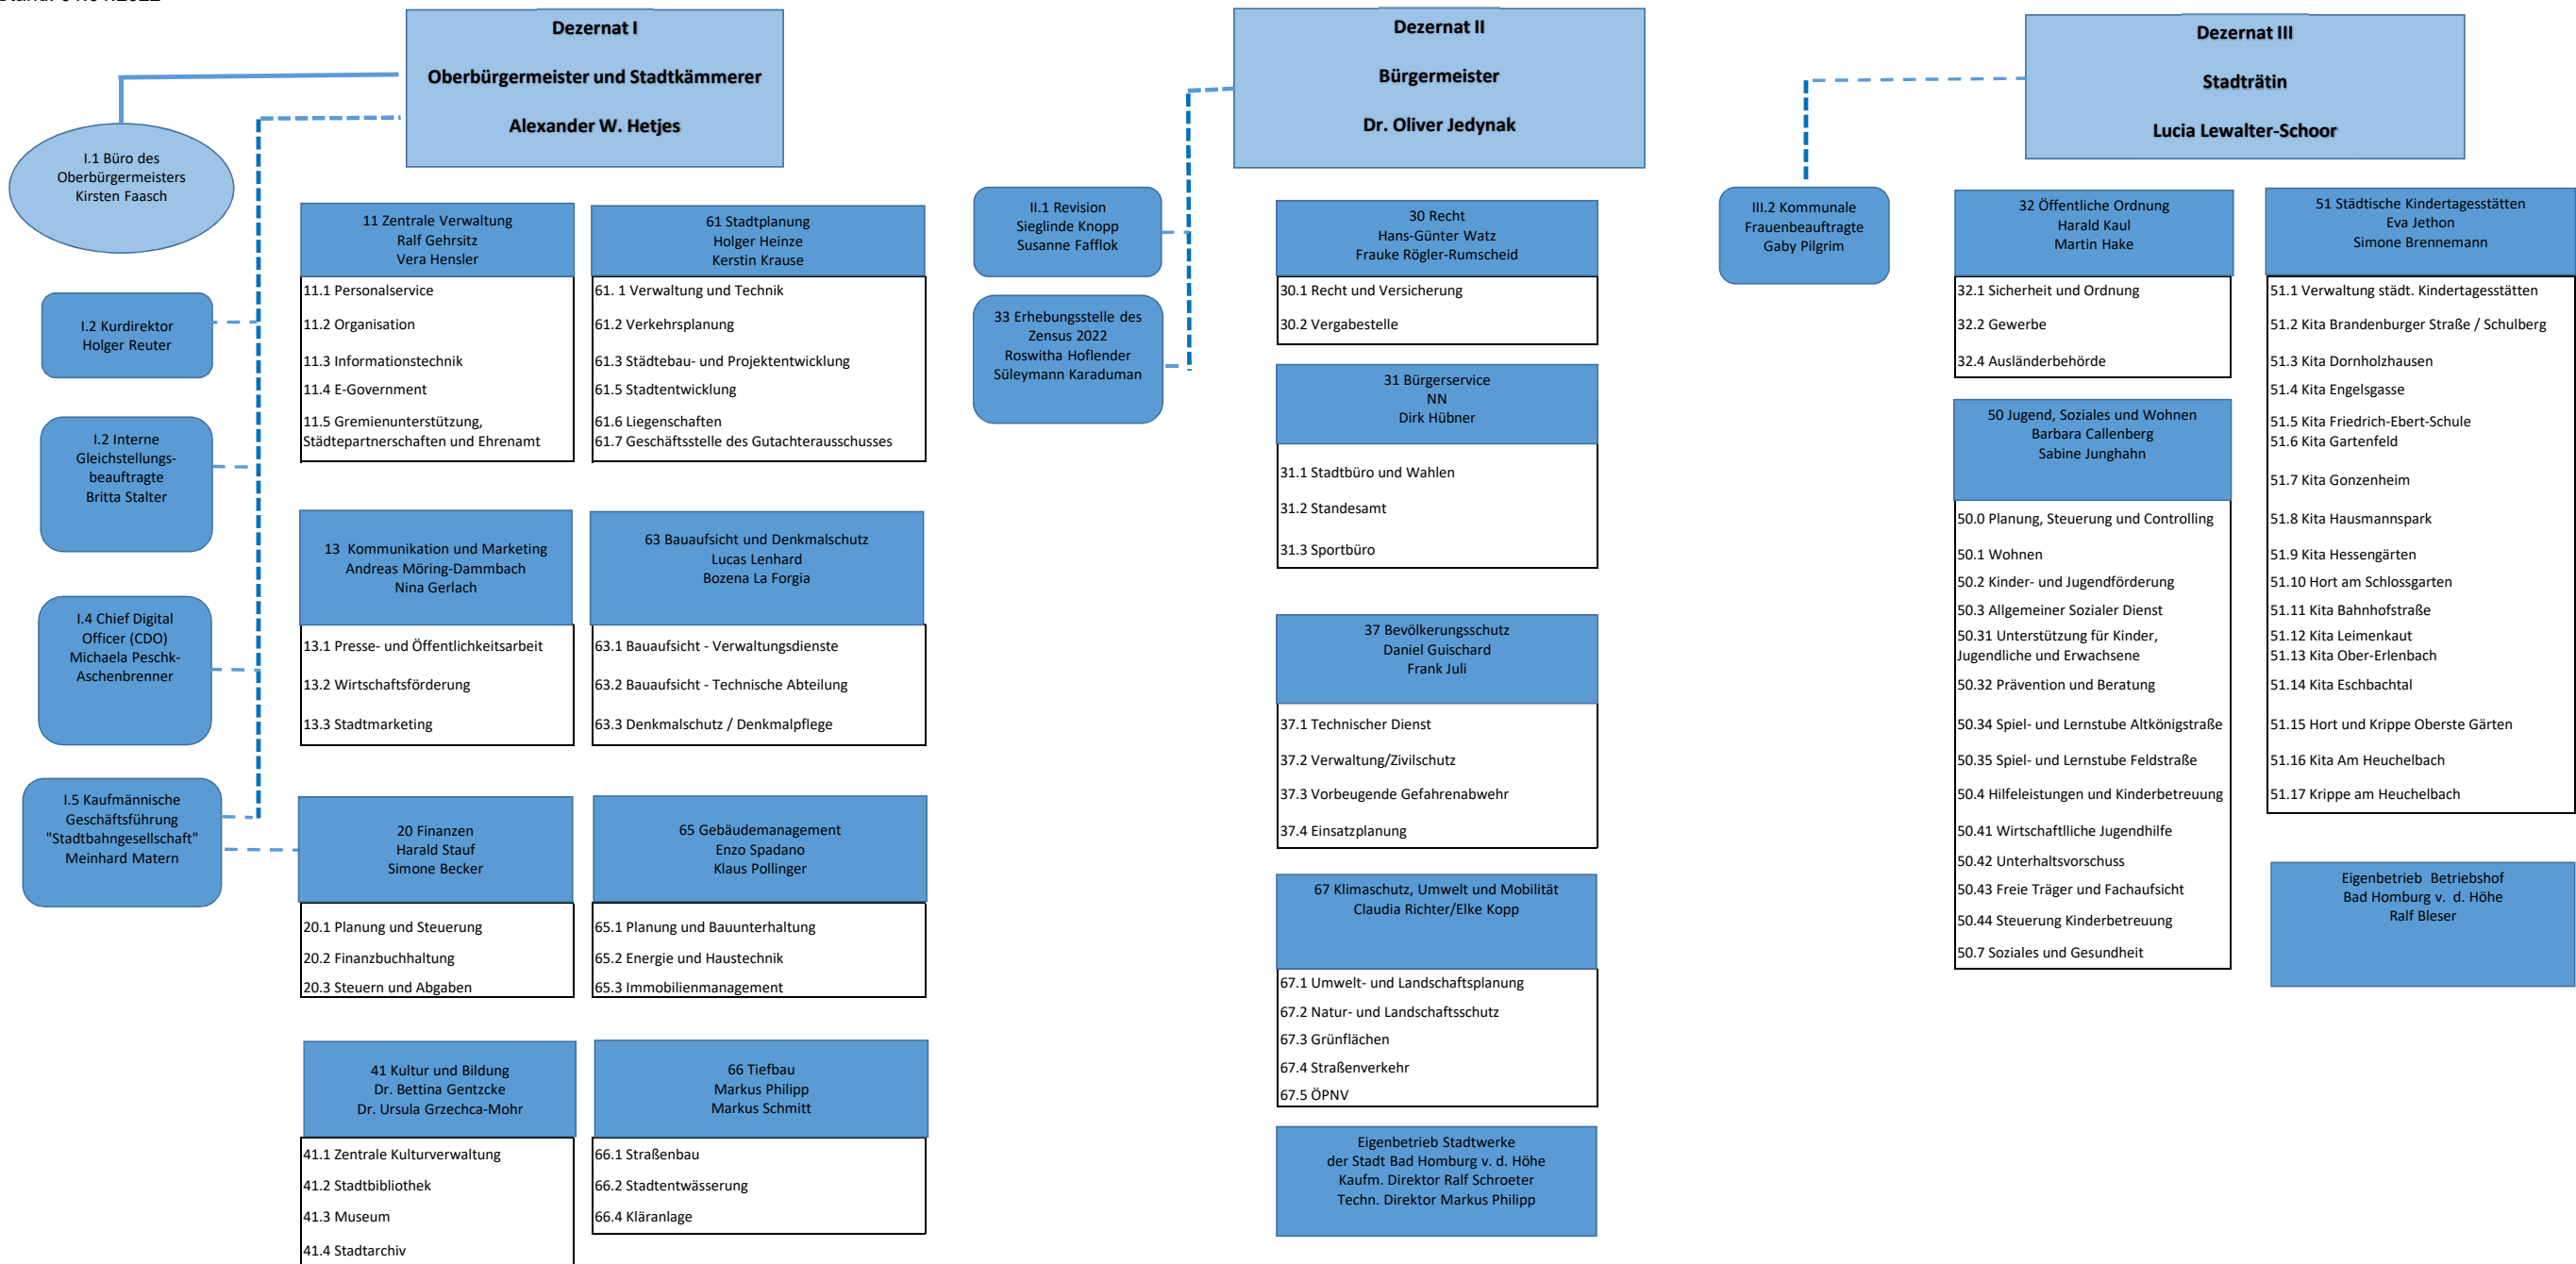 Dezernat I
Oberbürgermeister und Stadtkämmerer
Alexander W. Hetjes
I.1 Büro des
Oberbürgermeisters
Kirsten Faasch
I.2 Kurdirektor
Holger Reuter
I.2 Interne
Gleichstellungs-
beauftragte
Britta Stalter
I.4 Chief Digital
Officer (CDO)
Michaela Peschk-
Aschenbrenner
I.5 Kaufmännische
Geschäftsführung
"Stadtbahngesellschaft"
Meinhard Matern
11 Zentrale Verwaltung
Ralf Gehrsitz
Vera Hensler
11.1 Personalservice
11.2 Organisation
11.3 Informationstechnik
11.4 E-Government
11.5 Gremienunterstützung,
Städtepartnerschaften und Ehrenamt
13 Kommunikation und Marketing
Andreas Möring-Dammbach
Nina Gerlach
13.1 Presse- und Öffentlichkeitsarbeit
13.2 Wirtschaftsförderung
13.3 Stadtmarketing
20 Finanzen
Harald Stauf
Simone Becker
20.1 Planung und Steuerung
20.2 Finanzbuchhaltung
20.3 Steuern und Abgaben
41 Kultur und Bildung
Dr. Bettina Gentzcke
Dr. Ursula Grzechca-Mohr
41.1 Zentrale Kulturverwaltung
41.2 Stadtbibliothek
41.3 Museum
41.4 Stadtarchiv
61 Stadtplanung
Holger Heinze
Kerstin Krause
61. 1 Verwaltung und Technik
61.2 Verkehrsplanung
61.3 Städtebau- und Projektentwicklung
61.5 Stadtentwicklung
61.6 Liegenschaften
61.7 Geschäftsstelle des Gutachterausschusses
63 Bauaufsicht und Denkmalschutz
Lucas Lenhard
Bozena La Forgia
63.1 Bauaufsicht - Verwaltungsdienste
63.2 Bauaufsicht - Technische Abteilung
63.3 Denkmalschutz / Denkmalpflege
65 Gebäudemanagement
Enzo Spadano
Klaus Pollinger
65.1 Planung und Bauunterhaltung
65.2 Energie und Haustechnik
65.3 Immobilienmanagement
66 Tiefbau
Markus Philipp
Markus Schmitt
66.1 Straßenbau
66.2 Stadtentwässerung
66.4 Kläranlage
Dezernat II
Bürgermeister
Dr. Oliver Jedynak
II.1 Revision
Sieglinde Knopp
Susanne Fafflok
33 Erhebungsstelle des
Zensus 2022
Roswitha Hoflender
Süleymann Karaduman
30 Recht
Hans-Günter Watz
Frauke Rögler-Rumscheid
30.1 Recht und Versicherung
30.2 Vergabestelle
31 Bürgerservice
NN
Dirk Hübner
31.1 Stadtbüro und Wahlen
31.2 Standesamt
31.3 Sportbüro
37 Bevölkerungsschutz
Daniel Guischard
Frank Juli
37.1 Technischer Dienst
37.2 Verwaltung/Zivilschutz
37.3 Vorbeugende Gefahrenabwehr
37.4 Einsatzplanung
67 Klimaschutz, Umwelt und Mobilität
Claudia Richter/Elke Kopp
67.1 Umwelt- und Landschaftsplanung
67.2 Natur- und Landschaftsschutz
67.3 Grünflächen
67.4 Straßenverkehr
67.5 ÖPNV
Eigenbetrieb Stadtwerke
der Stadt Bad Homburg v. d. Höhe
Kaufm. Direktor Ralf Schroeter
Techn. Direktor Markus Philipp
Dezernat III
Stadträtin
Lucia Lewalter-Schoor
III.2 Kommunale
Frauenbeauftragte
Gaby Pilgrim
32 Öffentliche Ordnung
Harald Kaul
Martin Hake
32.1 Sicherheit und Ordnung
32.2 Gewerbe
32.4 Ausländerbehörde
50 Jugend, Soziales und Wohnen
Barbara Callenberg
Sabine Junghahn
50.0 Planung, Steuerung und Controlling
50.1 Wohnen
50.2 Kinder- und Jugendförderung
50.3 Allgemeiner Sozialer Dienst
50.31 Unterstützung für Kinder,
Jugendliche und Erwachsene
50.32 Prävention und Beratung
50.34 Spiel- und Lernstube Altkönigstraße
50.35 Spiel- und Lernstube Feldstraße
50.4 Hilfeleistungen und Kinderbetreuung
50.41 Wirtschaftlliche Jugendhilfe
50.42 Unterhaltsvorschuss
50.43 Freie Träger und Fachaufsicht
50.44 Steuerung Kinderbetreuung
50.7 Soziales und Gesundheit
51 Städtische Kindertagesstätten
Eva Jethon
Simone Brennemann
51.1 Verwaltung städt. Kindertagesstätten
51.2 Kita Brandenburger Straße / Schulberg
51.3 Kita Dornholzhausen
51.4 Kita Engelsgasse
51.5 Kita Friedrich-Ebert-Schule
51.6 Kita Gartenfeld
51.7 Kita Gonzenheim
51.8 Kita Hausmannspark
51.9 Kita Hessengärten
51.10 Hort am Schlossgarten
51.11 Kita Bahnhofstraße
51.12 Kita Leimenkaut
51.13 Kita Ober-Erlenbach
51.14 Kita Eschbachtal
51.15 Hort und Krippe Oberste Gärten
51.16 Kita Am Heuchelbach
51.17 Krippe am Heuchelbach
Eigenbetrieb Betriebshof
Bad Homburg v. d. Höhe
Ralf Bleser